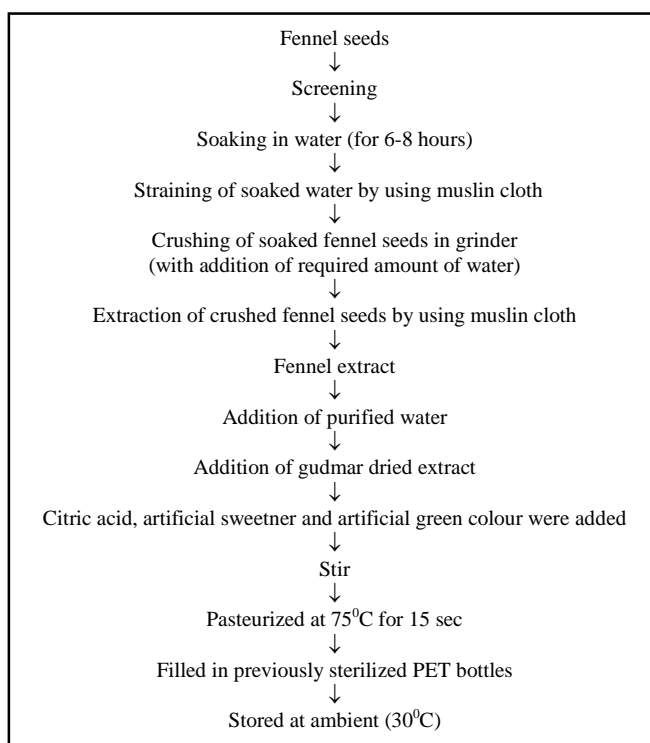 Fennel seeds
↓
Screening
↓
Soaking in water (for 6-8 hours)
↓
Straining of soaked water by using muslin cloth
↓
Crushing of soaked fennel seeds in grinder
(with addition of required amount of water)
↓
Extraction of crushed fennel seeds by using muslin cloth
↓
Fennel extract
↓
Addition of purified water
↓
Addition of gudmar dried extract
↓
Citric acid, artificial sweetner and artificial green colour were added
↓
Stir
↓
Pasteurized at 75⁰C for 15 sec
↓
Filled in previously sterilized PET bottles
↓
Stored at ambient (30⁰C)